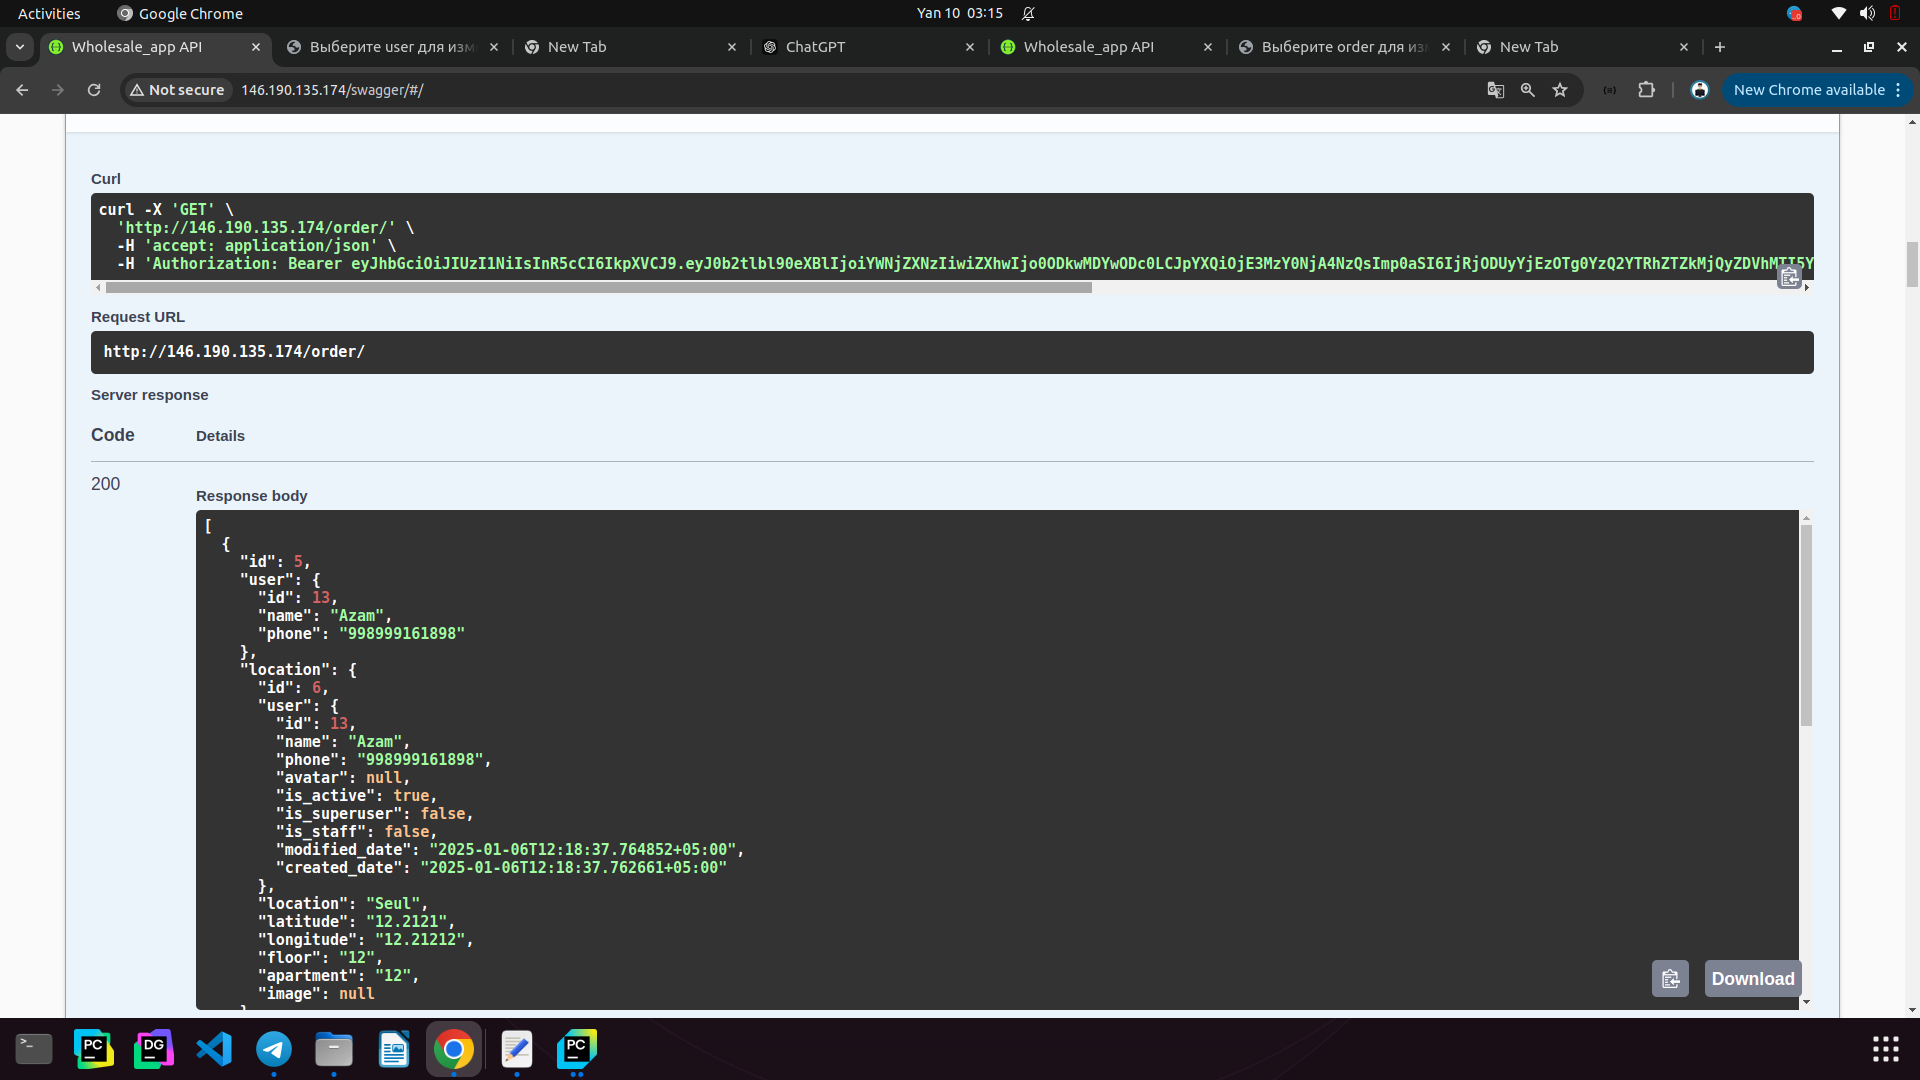 Activities
Google Chrome
Yan 10 03:15
Wholesale_app API
Выберите user для изм
New Tab
ChatGPT
Wholesale_app API
Выберите order для из
New Tab
Not secure
146.190.135.174/swagger/#/
New Chrome available
Curl
curl -X 'GET' \
'http://146.190.135.174/order/' \
-H 'accept: application/json' \
-H 'Authorization: Bearer eyJhbGciOiJIUzI1NiIsInR5cCI6IkpXVCJ9.eyJ0b2tlbl90eXBlIjoiYWNjZXNzIiwiZXhwIjo0ODkwMDYwODc0LCJpYXQiOjE3MzY0NjA4NzQsImp0aSI6IjRjODUyYjEzOTg0YzQ2YTRhZTZkMjQyZDVhMTI5Y
Request URL
http://146.190.135.174/order/
Server response
Code
Details
200
Response body
[
{
"id": 5,
"user": {
"id": 13,
"name": "Azam",
"phone": "998999161898"
},
"location": {
"id": 6,
"user": {
"id": 13,
"name": "Azam",
"phone": "998999161898",
"avatar": null,
"is_active": true,
"is_superuser": false,
"is_staff": false,
"modified_date": "2025-01-06T12:18:37.764852+05:00",
"created_date": "2025-01-06T12:18:37.762661+05:00"
},
"location": "Seul",
"latitude": "12.2121",
"longitude": "12.21212",
"floor": "12",
"apartment": "12",
"image": null
Download
PC
DG
PC